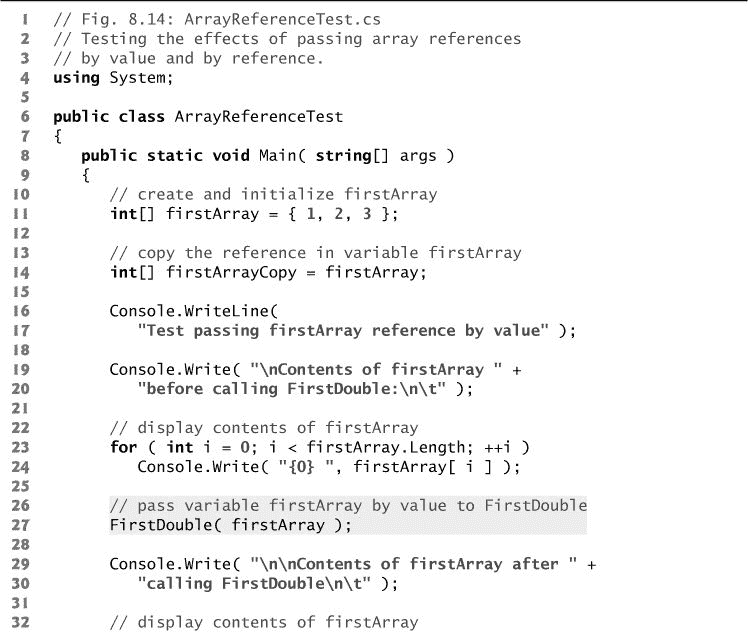 1 // Fig. 8.14: ArrayReferenceTest.cs
2 // Testing the effects of passing array references
3 // by value and by reference.
4 using System;
5
6 public class ArrayReferenceTest
7 {
8    public static void Main( string[] args )
9    {
10       // create and initialize firstArray
11       int[] firstArray = { 1, 2, 3 };
12
13       // copy the reference in variable firstArray
14       int[] firstArrayCopy = firstArray;
15
16       Console.WriteLine(
17          "Test passing firstArray reference by value" );
18
19       Console.Write( "\nContents of firstArray " +
20          "before calling FirstDouble:\n\t" );
21
22       // display contents of firstArray
23       for ( int i = 0; i < firstArray.Length; ++i )
24          Console.Write( "{0} ", firstArray[ i ] );
25
26       // pass variable firstArray by value to FirstDouble
27       FirstDouble( firstArray );
28
29       Console.Write( "\n\nContents of firstArray after " +
30          "calling FirstDouble\n\t" );
31
32       // display contents of firstArray